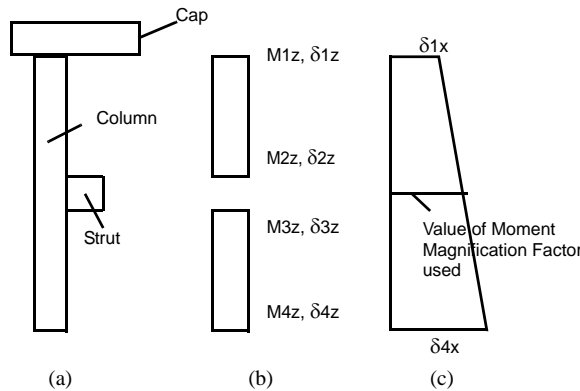 Cap
M1z, δ1z
δ1x
Column
M2z, δ2z
Strut
M3z, δ3z
Value of Moment
Magnification Factor
used
M4z, δ4z
δ4x
(a)
(b)
(c)